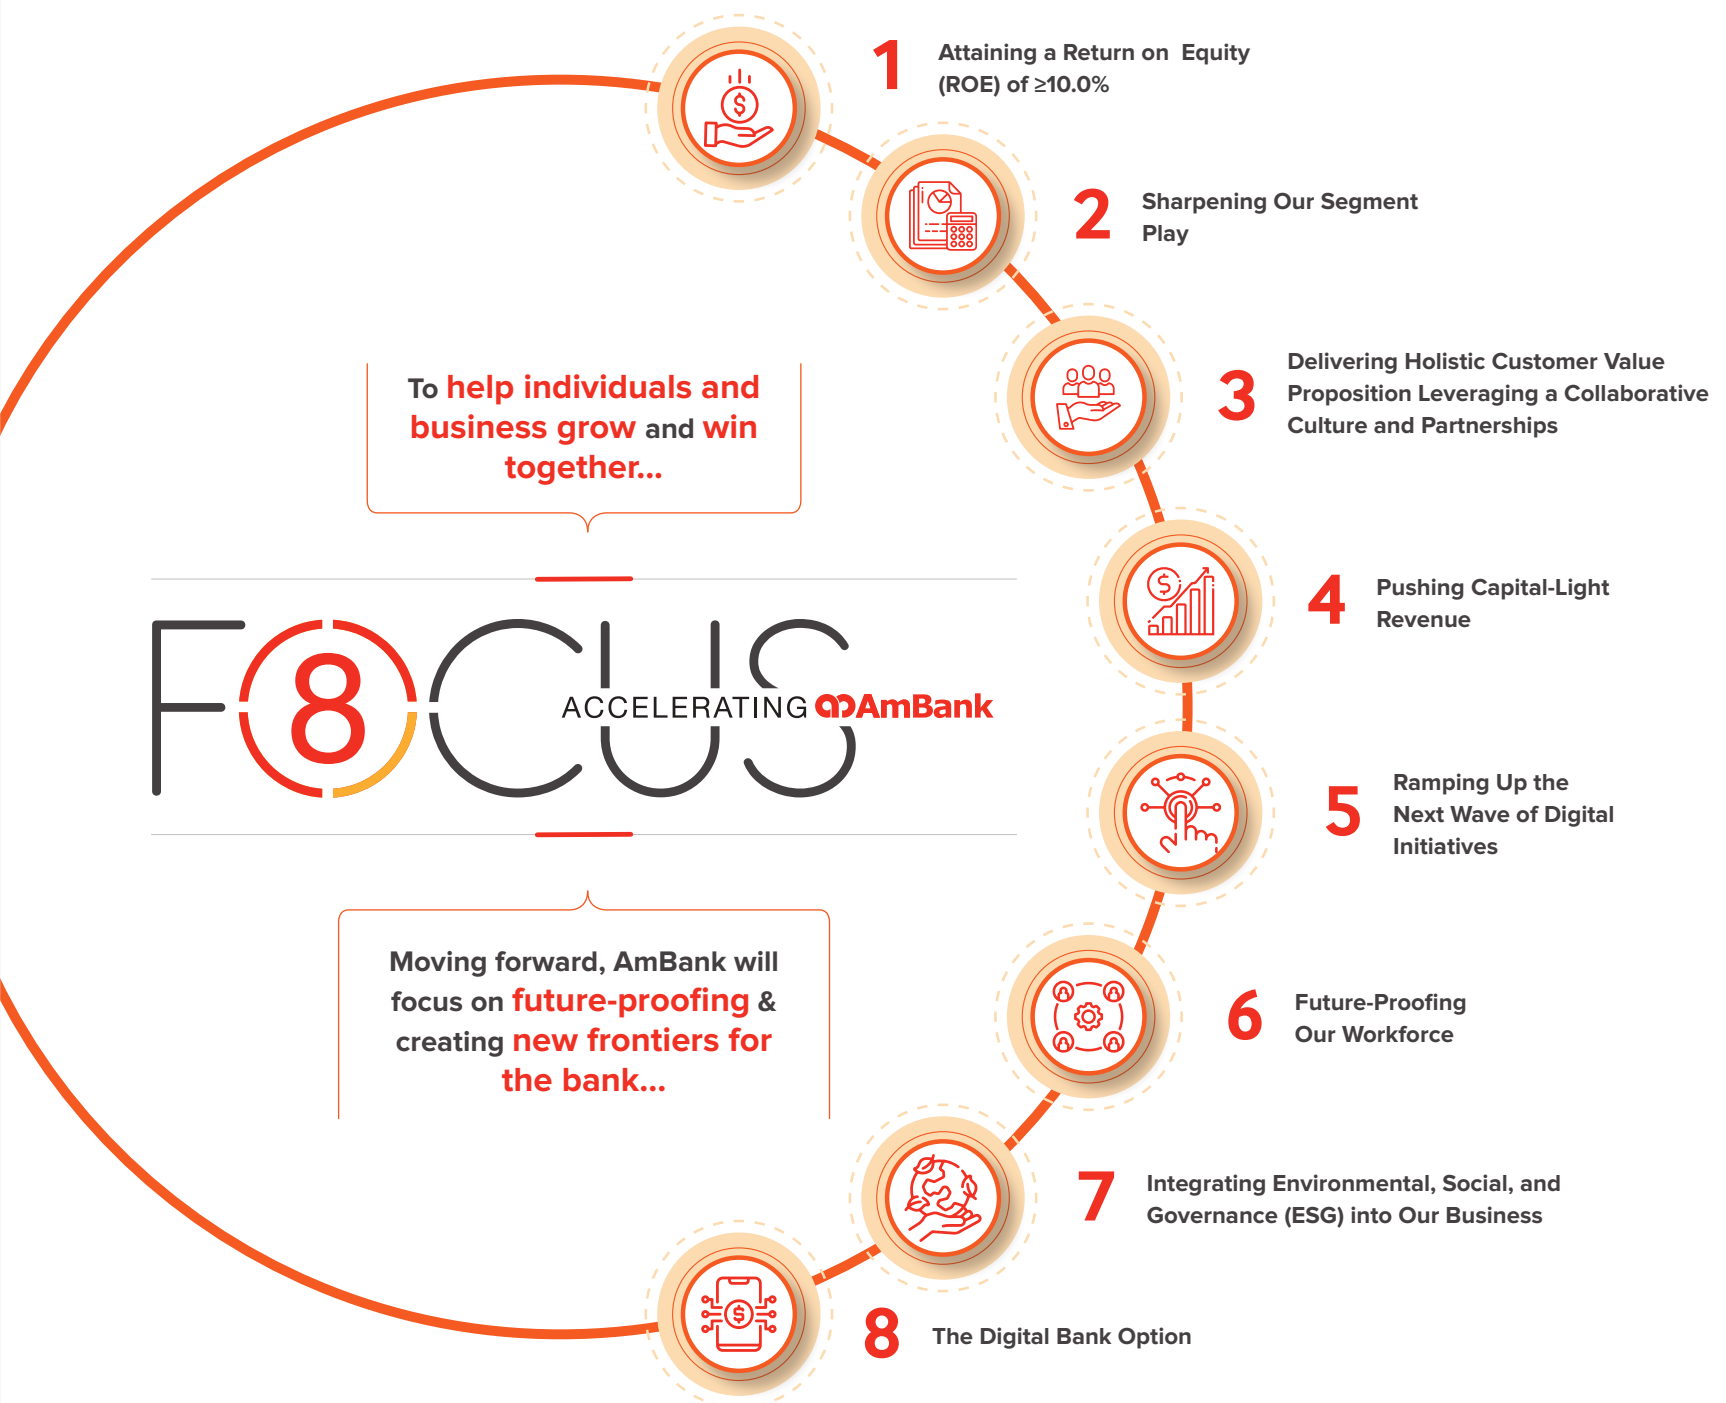 1
Attaining a Return on Equity
(ROE) of ≥10.0%
2
Sharpening Our Segment
Play
3
Delivering Holistic Customer Value
Proposition Leveraging a Collaborative
Culture and Partnerships
To help individuals and
business grow and win
together...
4
Pushing Capital-Light
Revenue
F8CUS
ACCELERATING AmBank
5
Ramping Up the
Next Wave of Digital
Initiatives
Moving forward, AmBank will
focus on future-proofing &
creating new frontiers for
the bank...
6
Future-Proofing
Our Workforce
7
Integrating Environmental, Social, and
Governance (ESG) into Our Business
8
The Digital Bank Option